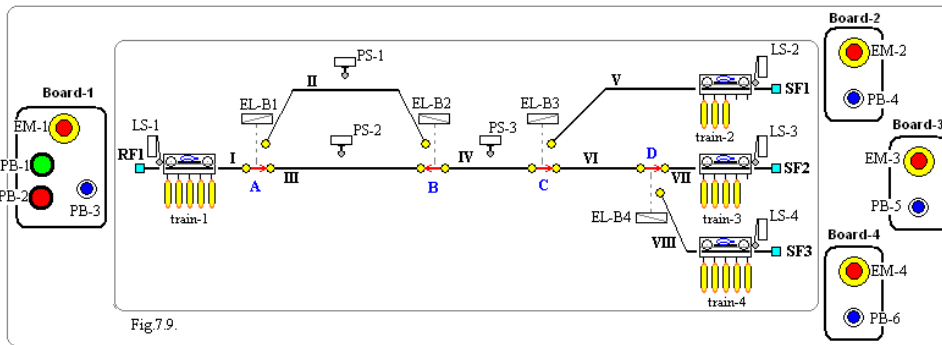 Board-1
EM-1
PB-1
PB-2
PB-3
LS-1
RF1
train-1
I
A
EL-B1
II
PS-1
PS-2
III
EL-B2
B
PS-3
IV
EL-B3
C
V
VI
D
EL-B4
VII
VIII
LS-2
SF1
train-2
LS-3
SF2
train-3
LS-4
SF3
train-4
Board-2
EM-2
PB-4
Board-3
EM-3
PB-5
Board-4
EM-4
PB-6
Fig.7.9.